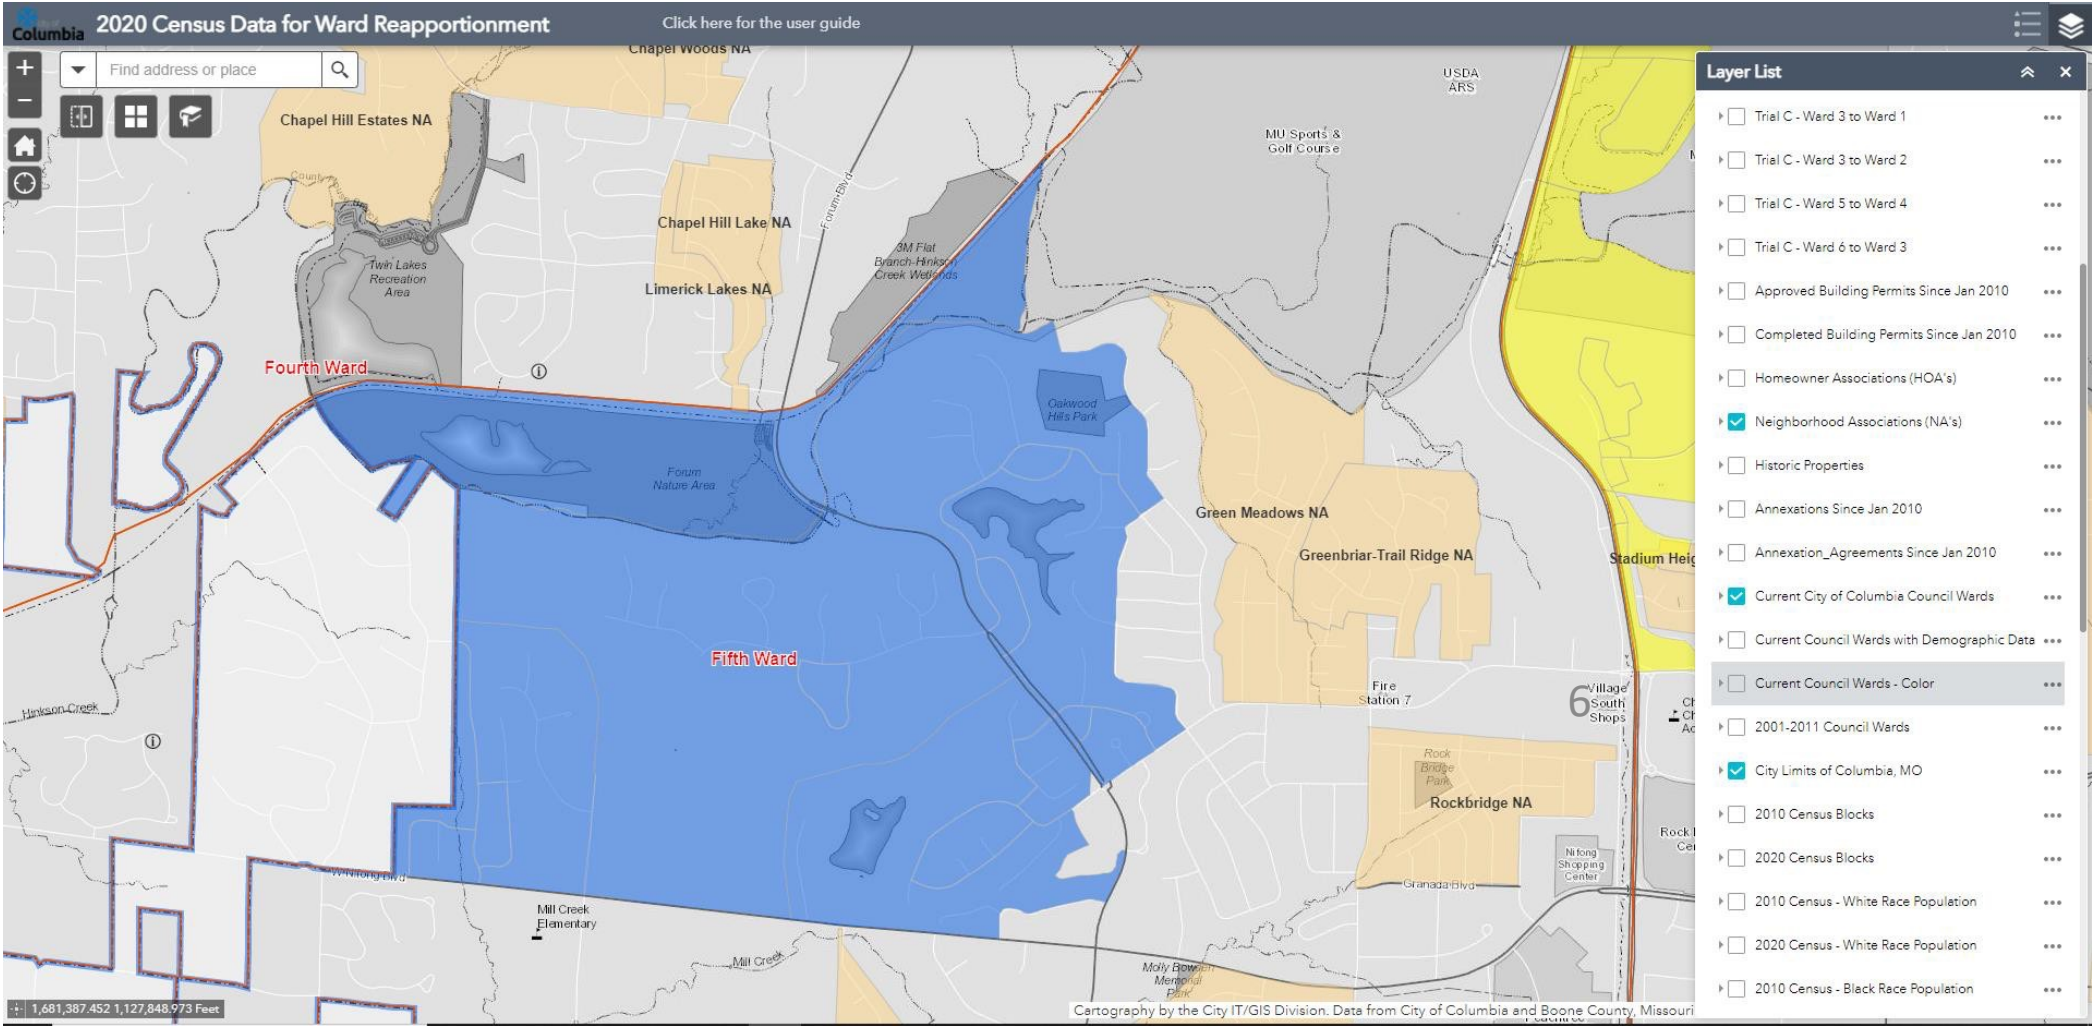 Columbia
2020 Census Data for Ward Reapportionment
Click here for the user guide
Find address or place
Chapel Woods NA
USDA
ARS
Chapel Hill Estates NA
MU Sports &
Golf Course
Forum Blvd
Chapel Hill Lake NA
3M Flat
Branch-Hinkson
Creek Wetlands
Twin Lakes
Recreation
Area
Limerick Lakes NA
Fourth Ward
Oakwood
Hills Park
Forum
Nature Area
Green Meadows NA
Greenbriar-Trail Ridge NA
Stadium Heig
Fifth Ward
Fire
Station 7
6
Village
South
Shops
Hinkson Creek
Rock
Bridge
Park
Rockbridge NA
Nifong
Shopping
Center
W Nifong Blvd
Granada Blvd
Mill Creek
Elementary
Mill Creek
Molly Bowden
Memorial
Park
1,681,387.452 1,127,848.973 Feet
Cartography by the City IT/GIS Division. Data from City of Columbia and Boone County, Missouri
Layer List
Trial C - Ward 3 to Ward 1
Trial C - Ward 3 to Ward 2
Trial C - Ward 5 to Ward 4
Trial C - Ward 6 to Ward 3
Approved Building Permits Since Jan 2010
Completed Building Permits Since Jan 2010
Homeowner Associations (HOA's)
Neighborhood Associations (NA's)
Historic Properties
Annexations Since Jan 2010
Annexation_Agreements Since Jan 2010
Current City of Columbia Council Wards
Current Council Wards with Demographic Data
Current Council Wards - Color
2001-2011 Council Wards
City Limits of Columbia, MO
2010 Census Blocks
2020 Census Blocks
2010 Census - White Race Population
2020 Census - White Race Population
2010 Census - Black Race Population